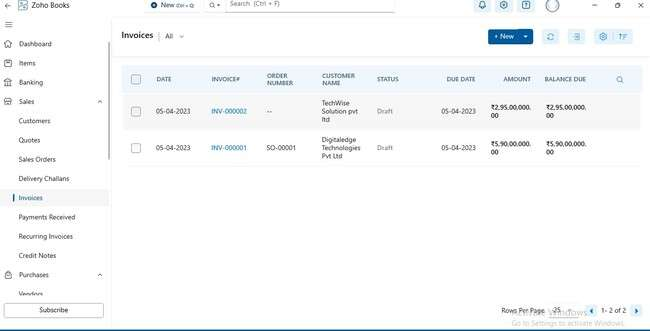 Zoho Books
New (Ctrl + Q)
Search (Ctrl + F)
Dashboard
Items
Banking
Sales
Customers
Quotes
Sales Orders
Delivery Challans
Invoices
Payments Received
Recurring Invoices
Credit Notes
Purchases
Vendors
Subscribe
Invoices All
+ New
DATE INVOICE# ORDER NUMBER CUSTOMER NAME STATUS DUE DATE AMOUNT BALANCE DUE
05-04-2023 INV-000002 -- TechWise Solution pvt ltd Draft 05-04-2023 ₹2,95,00,000.00 ₹2,95,00,000.00
05-04-2023 INV-000001 SO-00001 Digitaledge Technologies Pvt Ltd Draft 05-04-2023 ₹5,90,00,000.00 ₹5,90,00,000.00
Rows Per Page: 25 1- 2 of 2
Activate Windows
Go to Settings to activate Windows.